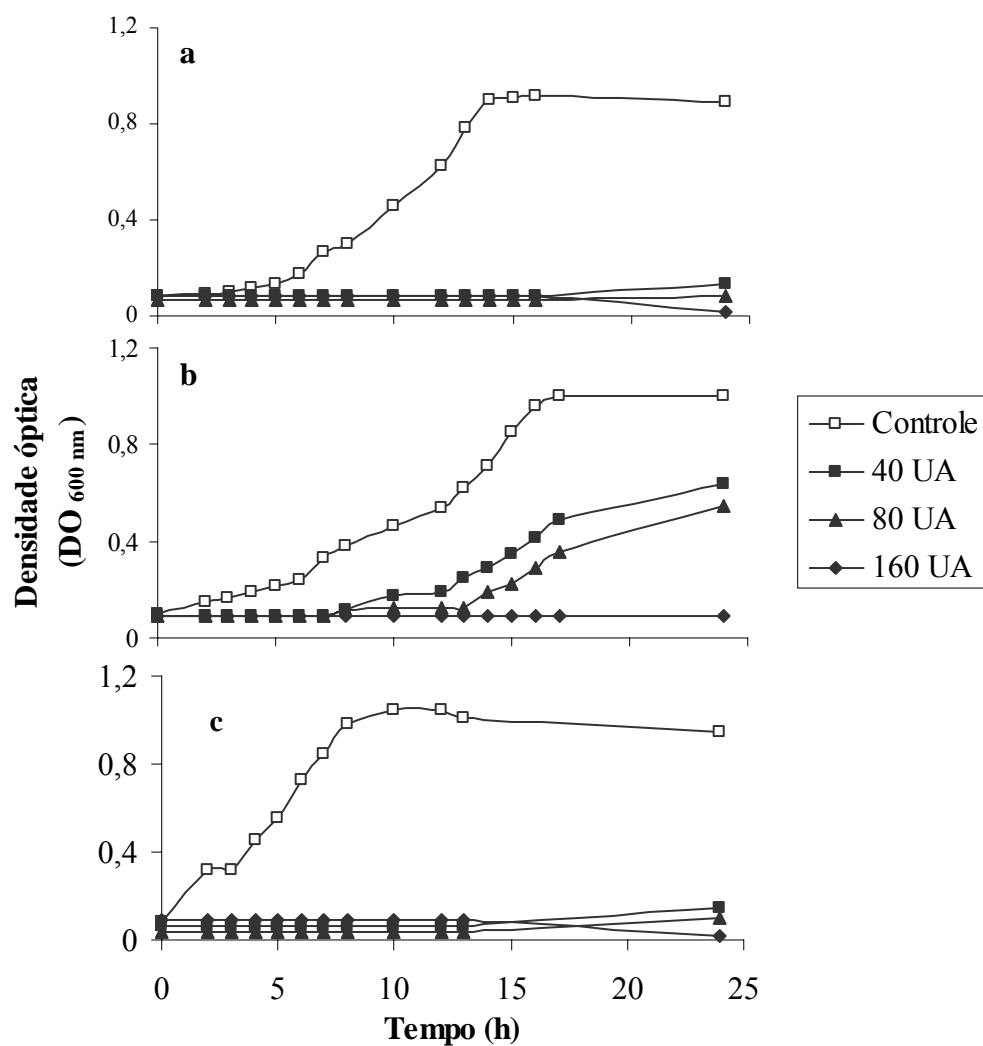 1,2
a
0,8
0,4
0
1,2
b
0,8
0,4
0
1,2
c
0,8
0,4
0
0 5 10 15 20 25
Tempo (h)
Densidade óptica
(DO 600 nm)
Controle
40 UA
80 UA
160 UA